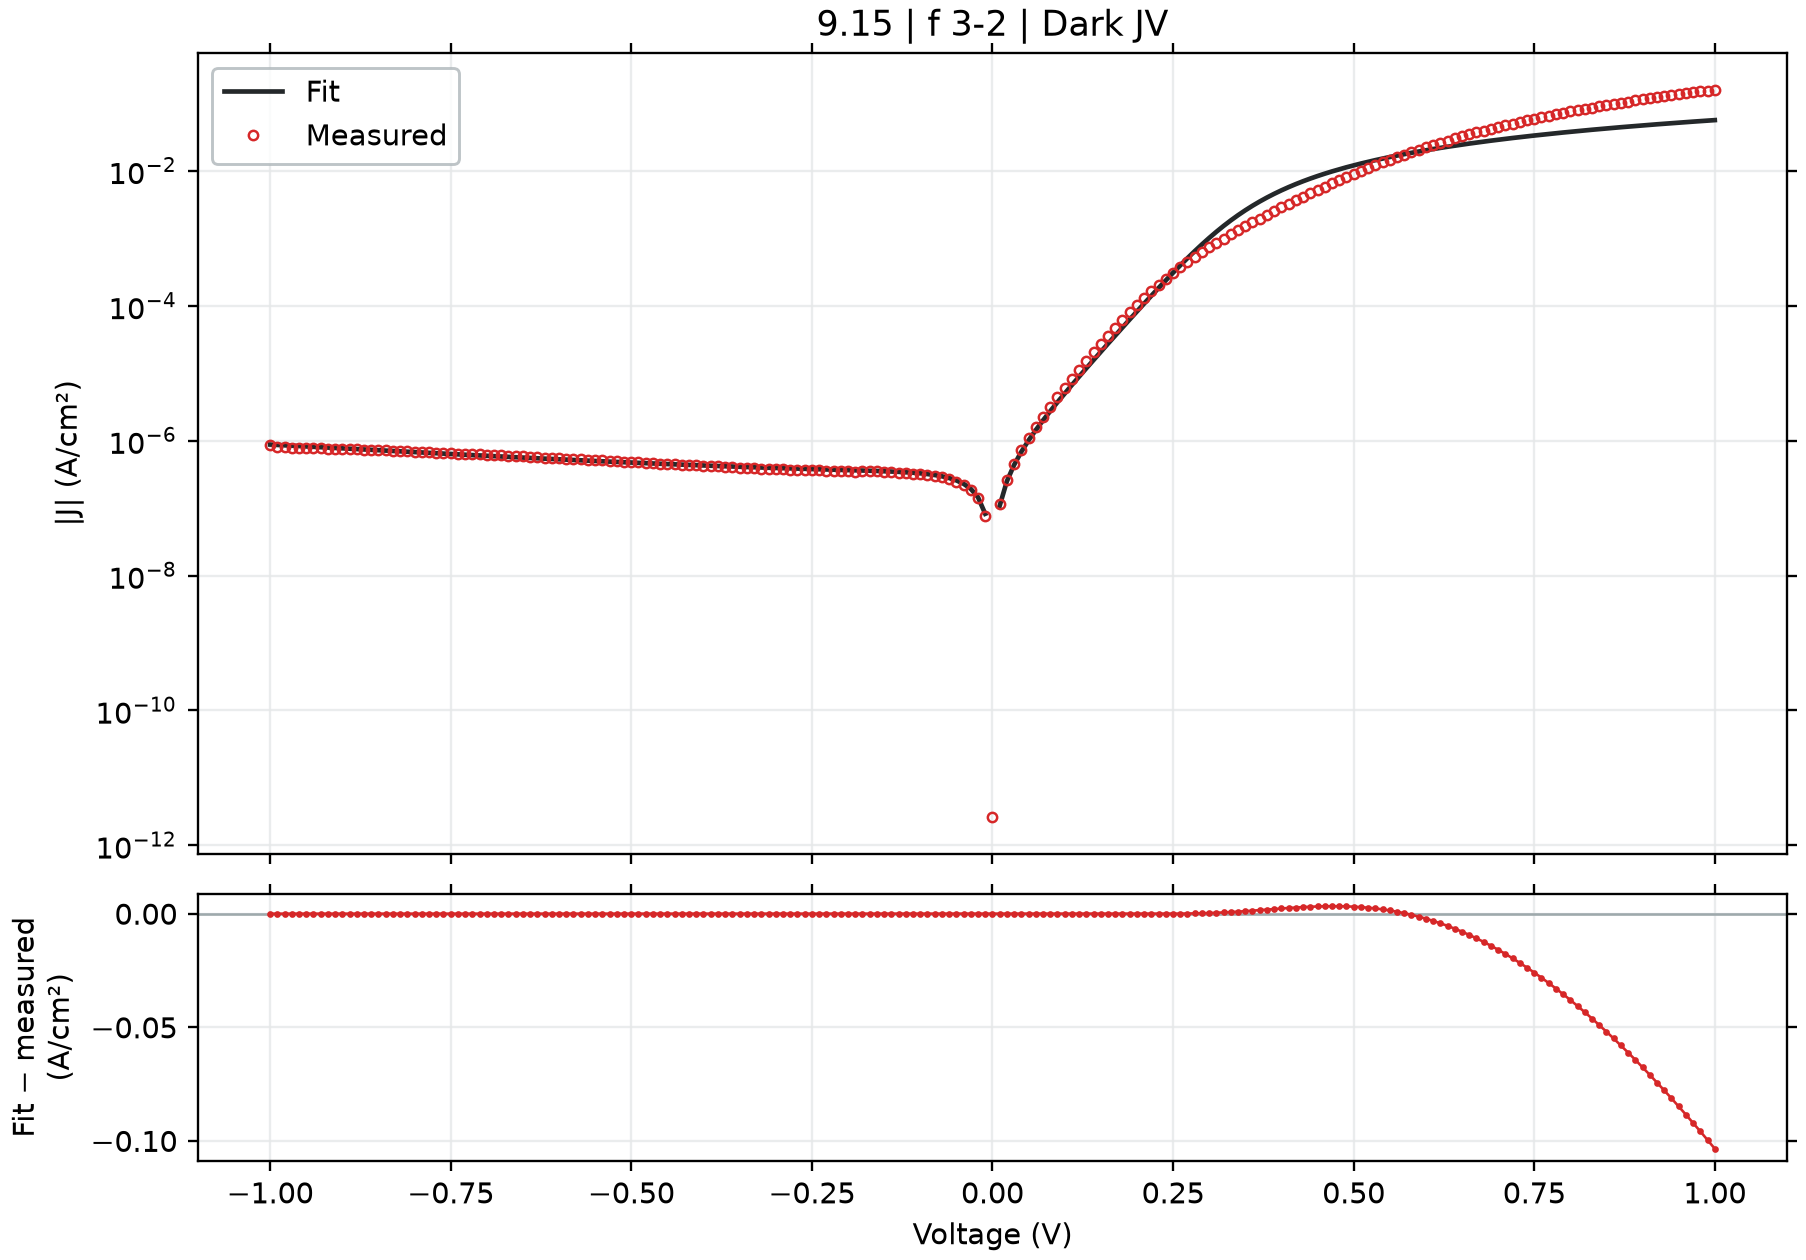 9.15 | f 3-2 | Dark JV
Fit
Measured
|J| (A/cm²)
10⁻²
10⁻⁴
10⁻⁶
10⁻⁸
10⁻¹⁰
10⁻¹²
Fit − measured
(A/cm²)
0.00
−0.05
−0.10
−1.00 −0.75 −0.50 −0.25 0.00 0.25 0.50 0.75 1.00
Voltage (V)